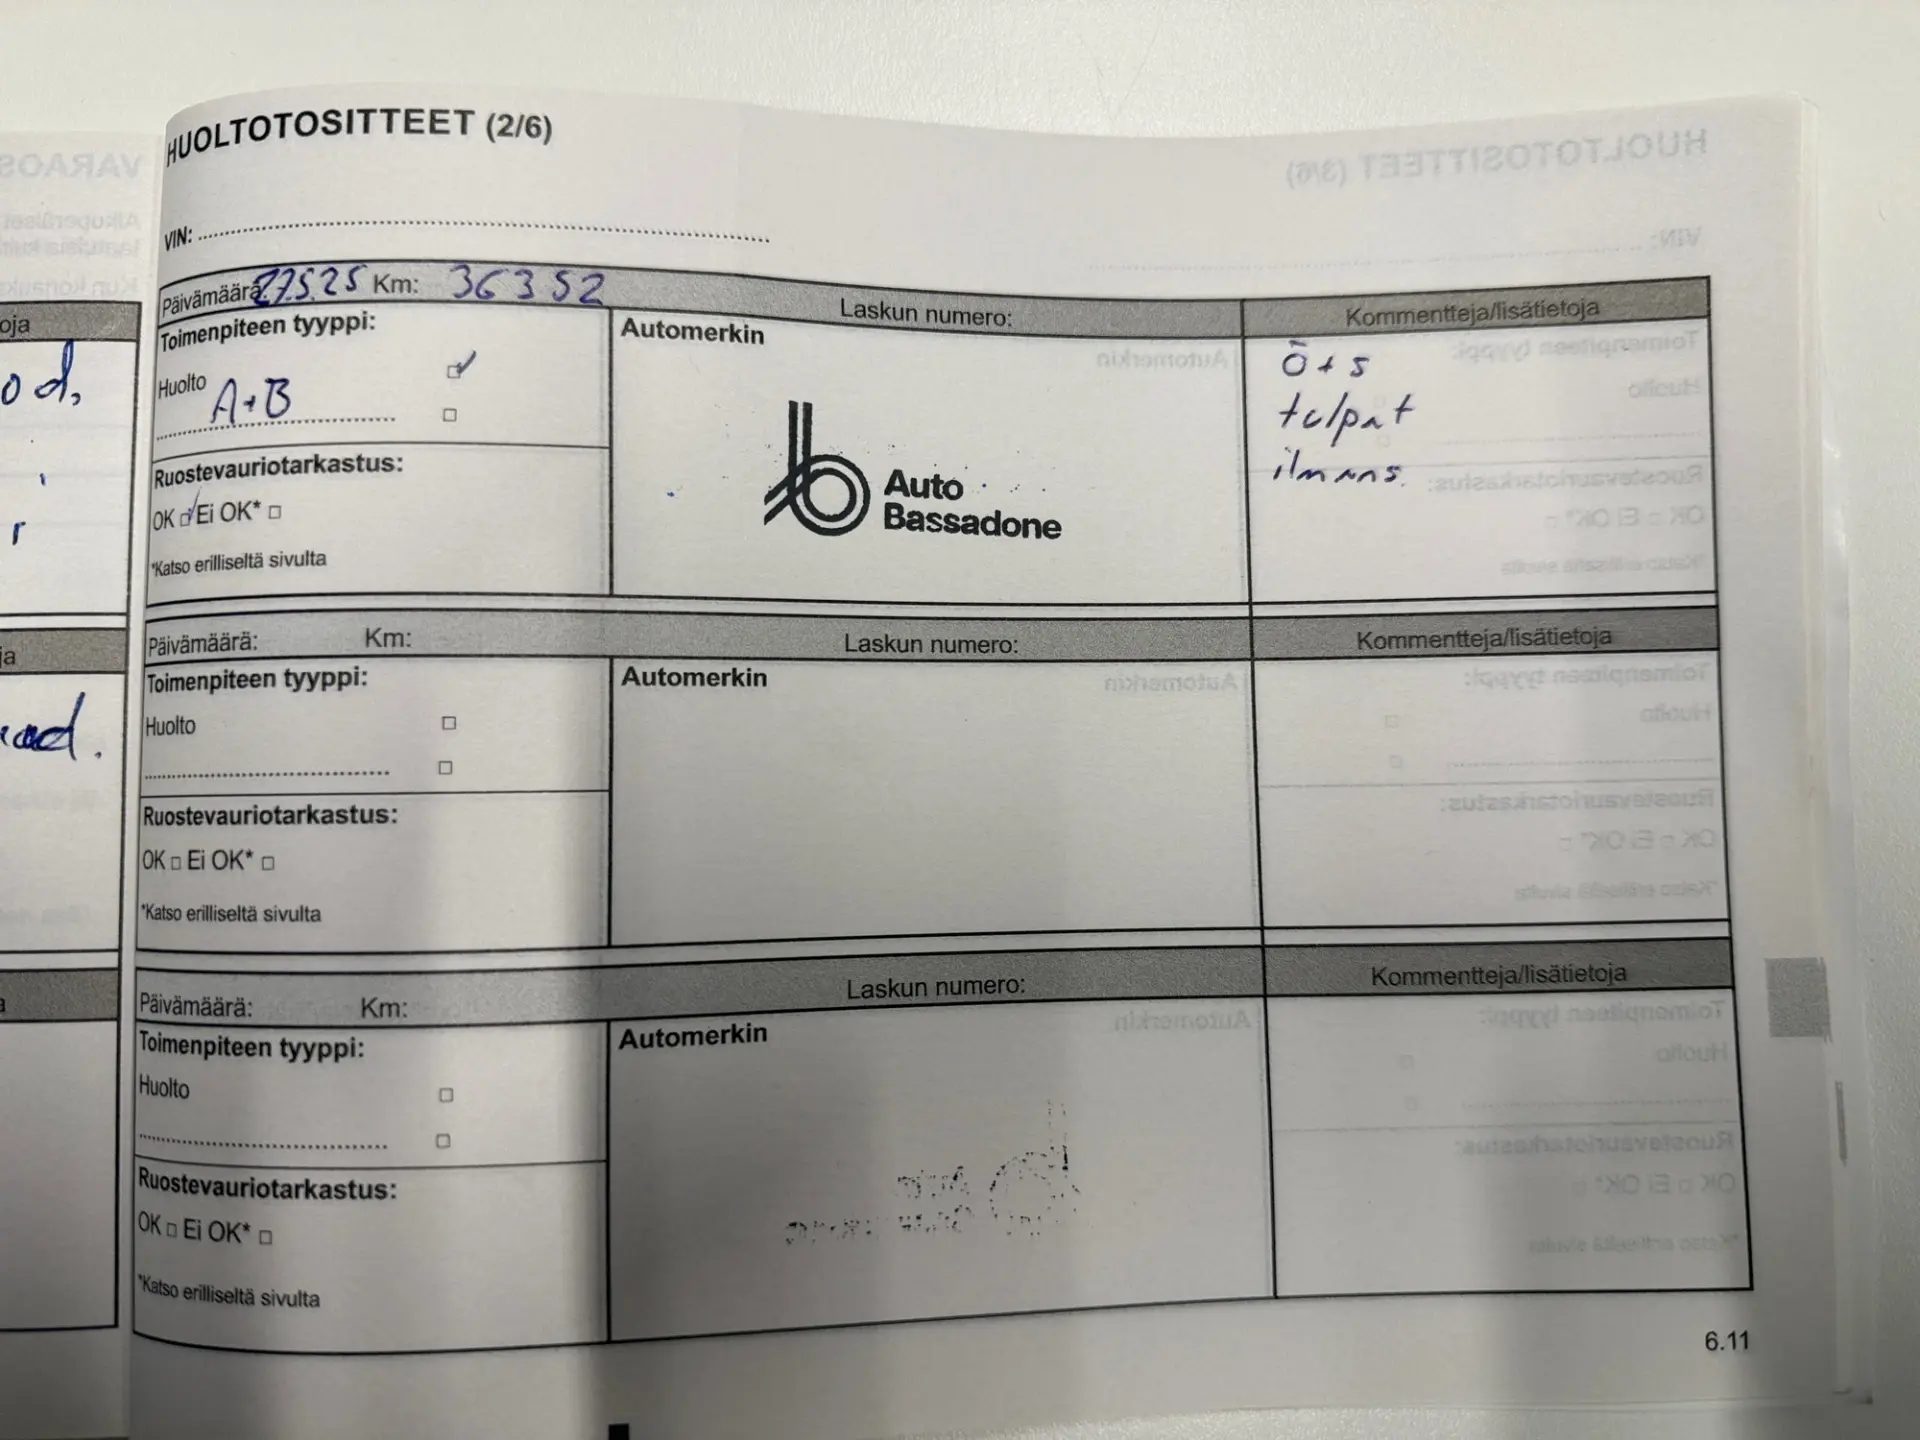 HUOLTOTOSITTEET (2/6)
VIN:
Päivämäärä: 27.5.25 Km: 36352 Laskun numero: Kommentteja/lisätietoja
Toimenpiteen tyyppi:
Huolto
A+B
Ruostevauriotarkastus:
OK □ Ei OK* □
*Katso erilliseltä sivulta
Automerkin
Auto
Bassadone
Ö+s
tulpat
ilmans.
Päivämäärä: Km: Laskun numero: Kommentteja/lisätietoja
Toimenpiteen tyyppi:
Huolto
Ruostevauriotarkastus:
OK □ Ei OK* □
*Katso erilliseltä sivulta
Automerkin
Päivämäärä: Km: Laskun numero: Kommentteja/lisätietoja
Toimenpiteen tyyppi:
Huolto
Ruostevauriotarkastus:
OK □ Ei OK* □
*Katso erilliseltä sivulta
Automerkin
6.11